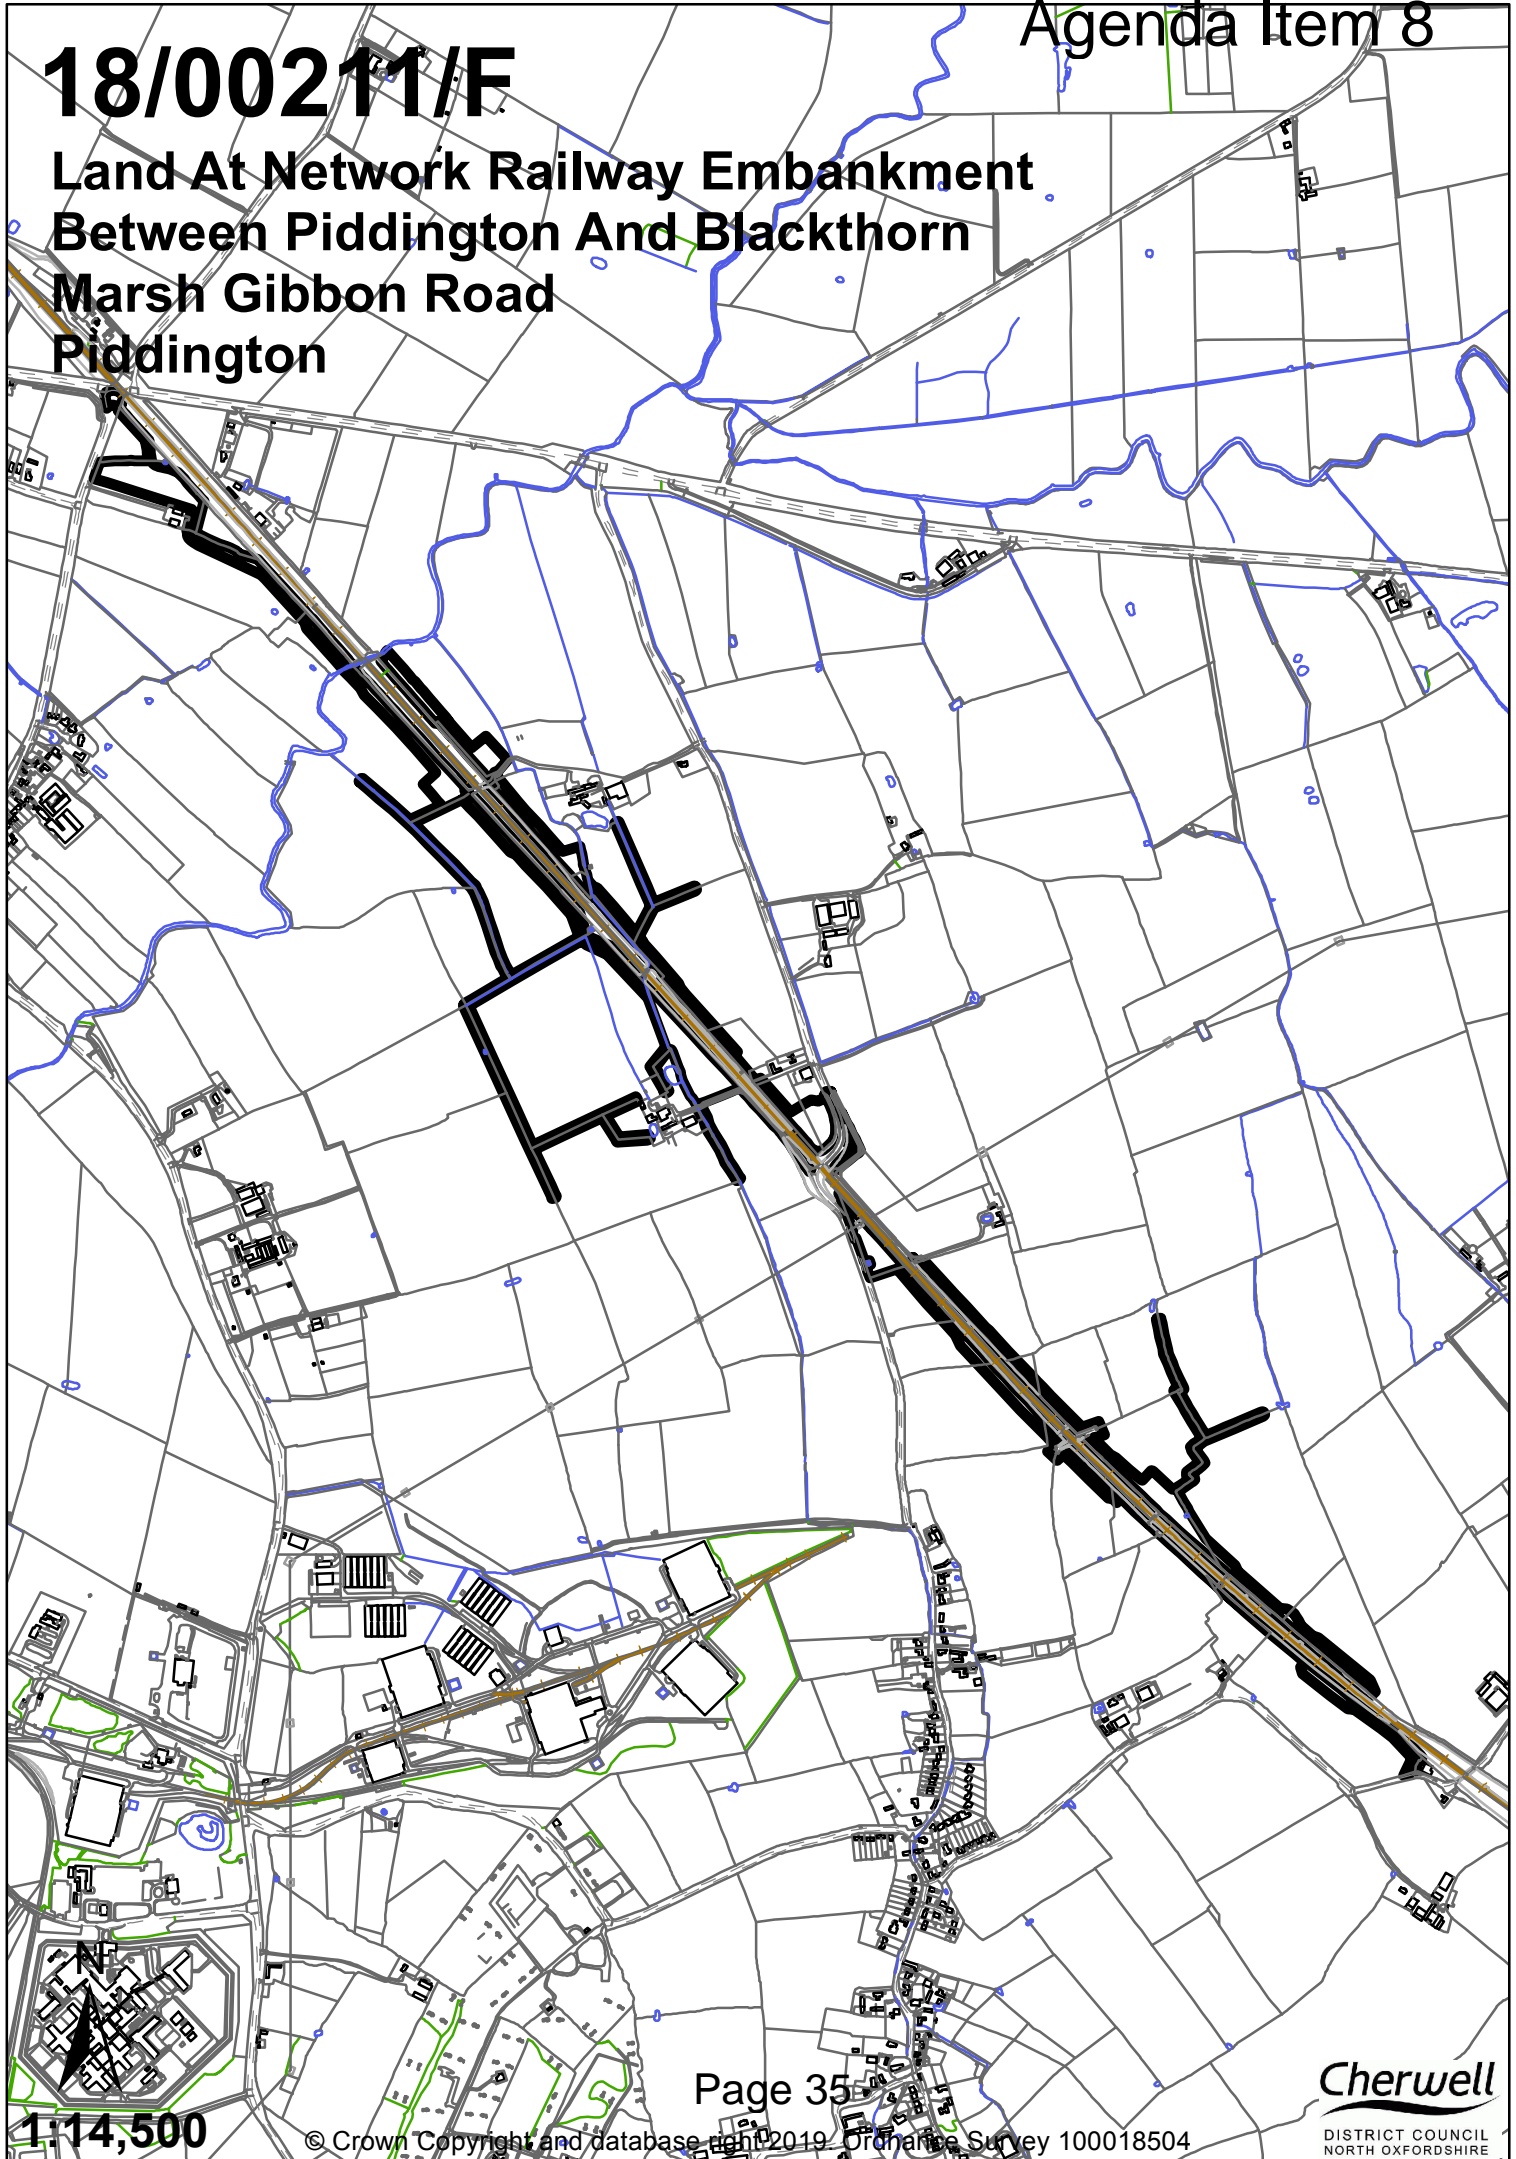 Agenda Item 8
18/00211/F
Land At Network Railway Embankment
Between Piddington And Blackthorn
Marsh Gibbon Road
Piddington
N
1:14,500
Page 35
© Crown Copyright and database right 2019. Ordnance Survey 100018504
Cherwell
DISTRICT COUNCIL
NORTH OXFORDSHIRE